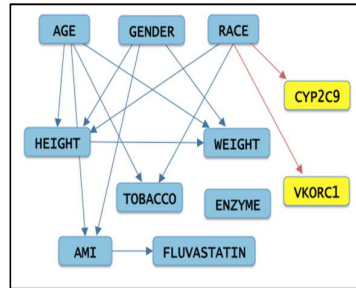 AGE GENDER RACE
CYP2C9
HEIGHT WEIGHT
TOBACCO ENZYME VKORC1
AMI FLUVASTATIN